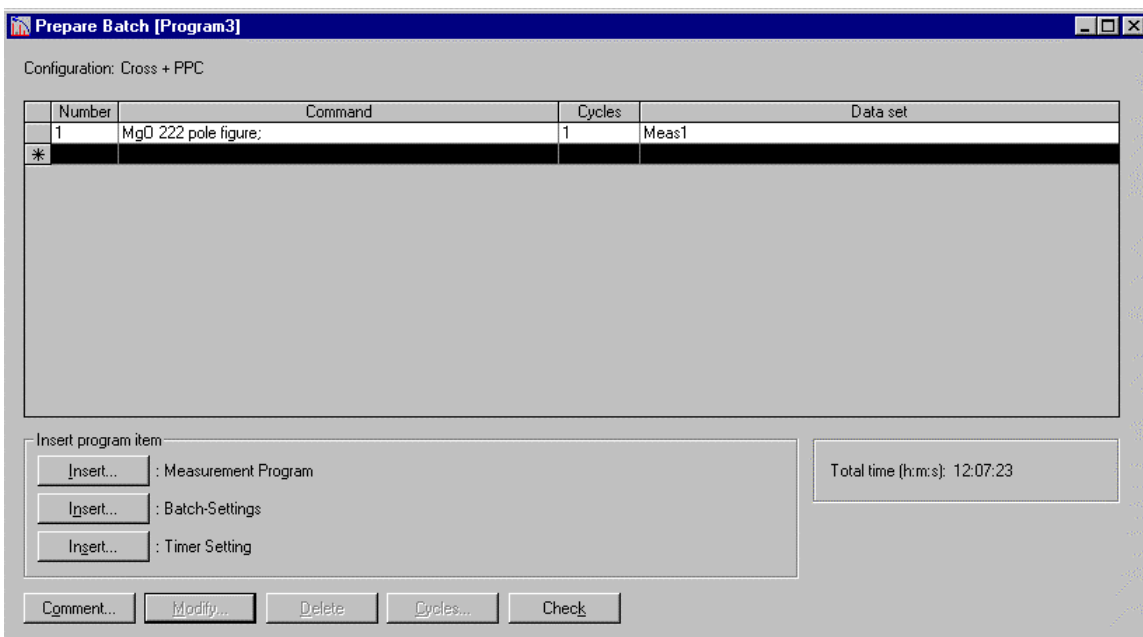 Prepare Batch [Program3]
Configuration: Cross + PPC
Number Command Cycles Data set
1 MgO 222 pole figure; 1 Meas1
*
Insert program item
Insert... : Measurement Program
Total time (h:m:s): 12:07:23
Insert... : Batch-Settings
Insert... : Timer Setting
Comment... Modify... Delete Cycles... Check